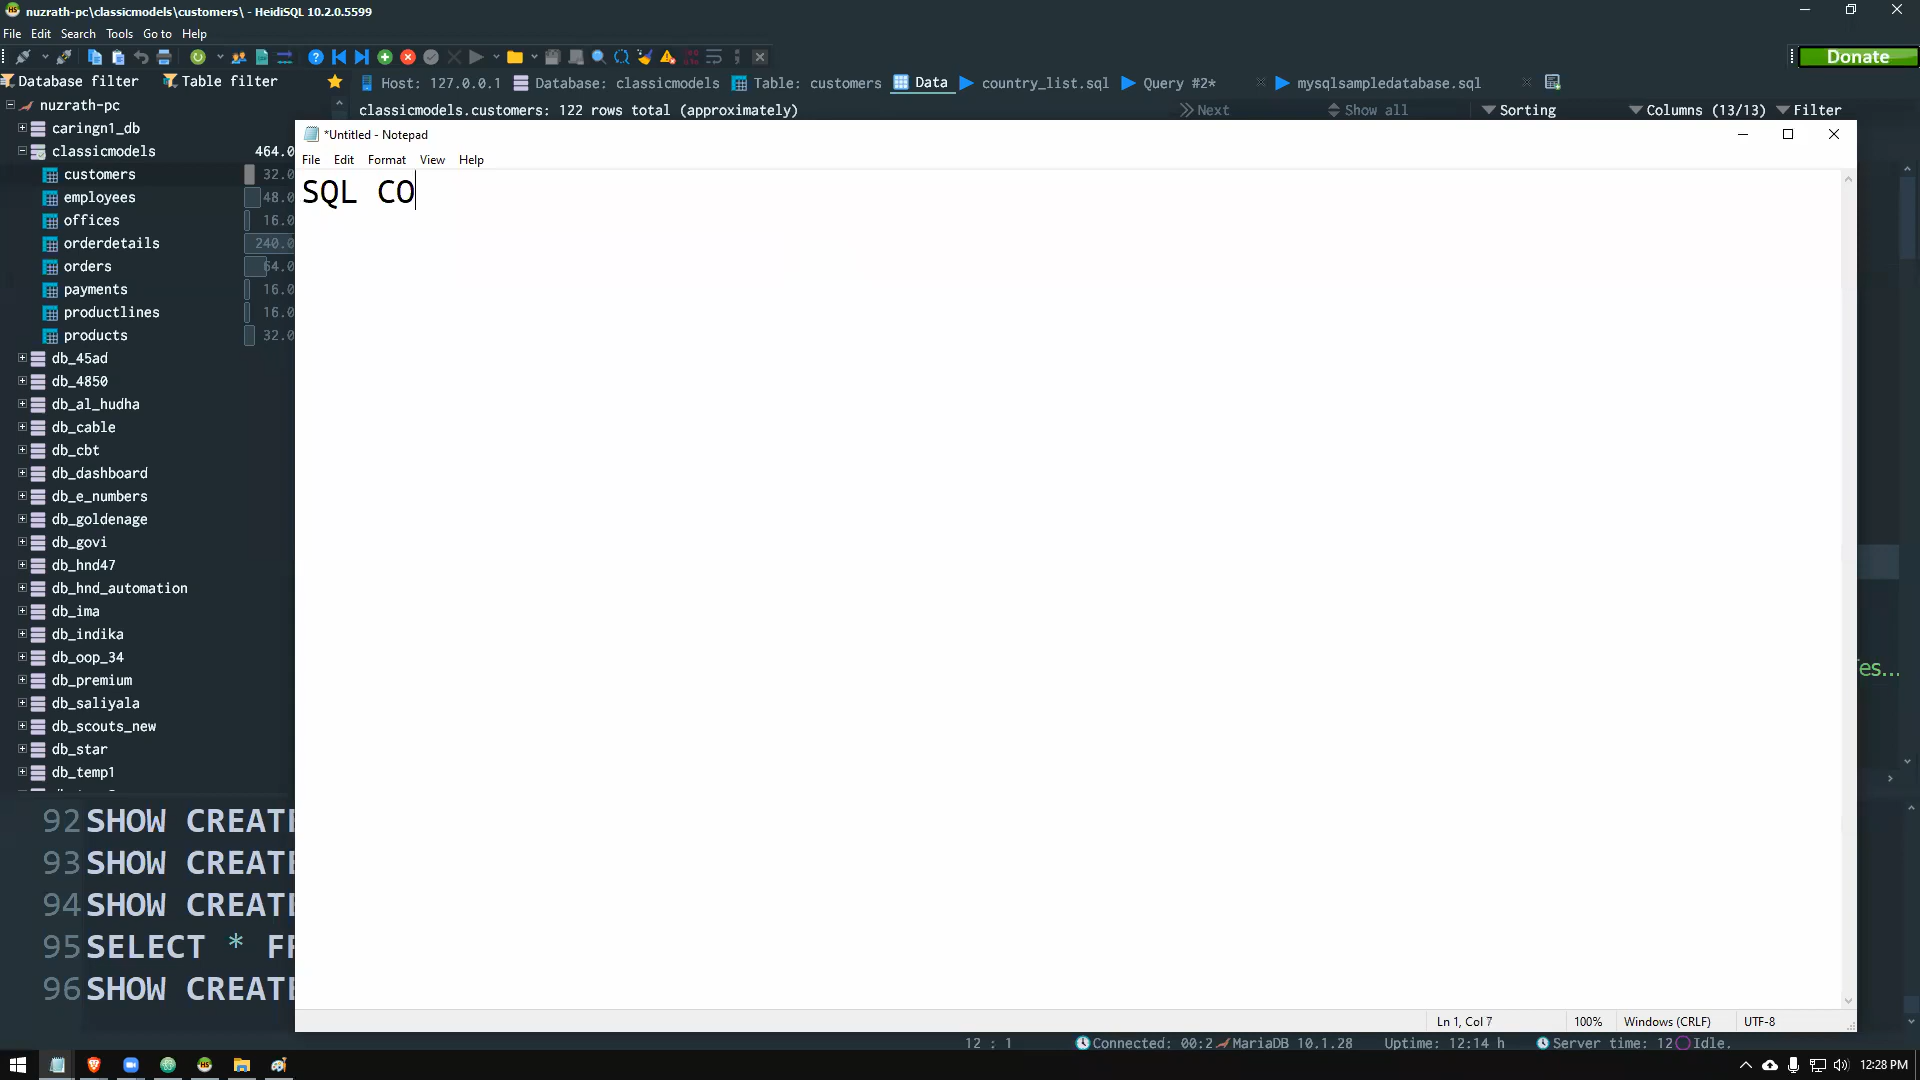 nuzrath-pc\classicmodels\customers\ - HeidiSQL 10.2.0.5599
File Edit Search Tools Go to Help
Donate
Database filter Table filter Host: 127.0.0.1 Database: classicmodels Table: customers Data country_list.sql Query #2* mysqlsampledatabase.sql
nuzrath-pc
classicmodels.customers: 122 rows total (approximately) Next Show all Sorting Columns (13/13) Filter
caringn1_db
classicmodels 464.0
customers 32.0
employees 48.0
offices 16.0
orderdetails 240.0
orders 64.0
payments 16.0
productlines 16.0
products 32.0
db_45ad
db_4850
db_al_hudha
db_cable
db_cbt
db_dashboard
db_e_numbers
db_goldenage
db_govi
db_hnd47
db_hnd_automation
db_ima
db_indika
db_oop_34
db_premium
db_saliyala
db_scouts_new
db_star
db_temp1
*Untitled - Notepad
File Edit Format View Help
SQL CO
Ln 1, Col 7 100% Windows (CRLF) UTF-8
92 SHOW CREATE
93 SHOW CREATE
94 SHOW CREATE
95 SELECT * FR
96 SHOW CREATE
12 : 1 Connected: 00:2 MariaDB 10.1.28 Uptime: 12:14 h Server time: 12 Idle.
12:28 PM